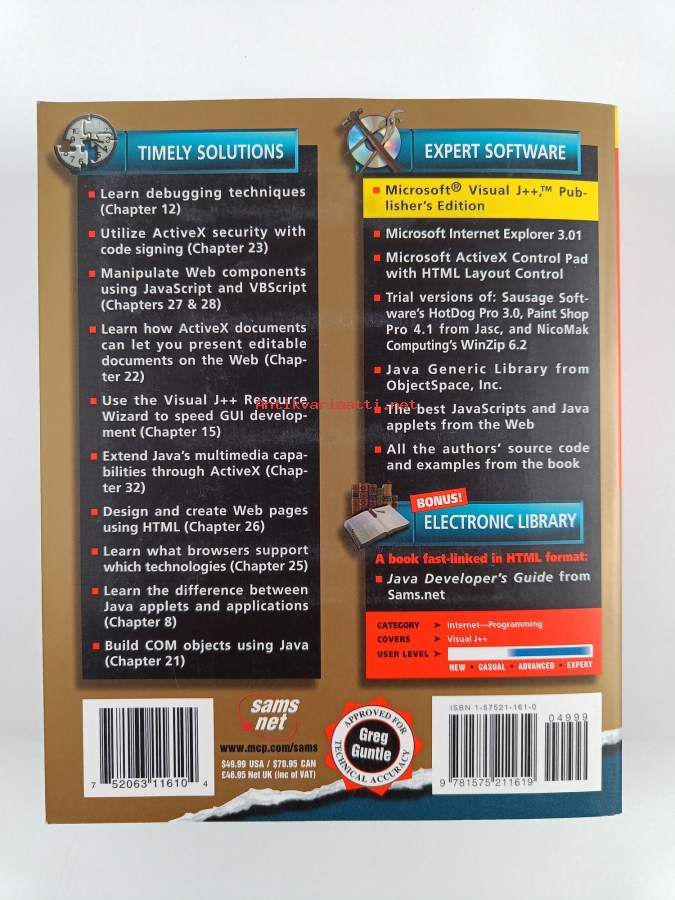 TIMELY SOLUTIONS
Learn debugging techniques
(Chapter 12)
Utilize ActiveX security with
code signing (Chapter 23)
Manipulate Web components
using JavaScript and VBScript
(Chapters 27 & 28)
Learn how ActiveX documents
can let you present editable
documents on the Web (Chap-
ter 22)
Use the Visual J++ Resource
Wizard to speed GUI develop-
ment (Chapter 15)
Extend Java's multimedia capa-
bilities through ActiveX (Chap-
ter 32)
Design and create Web pages
using HTML (Chapter 26)
Learn what browsers support
which technologies (Chapter 25)
Learn the difference between
Java applets and applications
(Chapter 8)
Build COM objects using Java
(Chapter 21)
EXPERT SOFTWARE
Microsoft® Visual J++,™ Pub-
lisher's Edition
Microsoft Internet Explorer 3.01
Microsoft ActiveX Control Pad
with HTML Layout Control
Trial versions of: Sausage Soft-
ware's HotDog Pro 3.0, Paint Shop
Pro 4.1 from Jasc, and NicoMak
Computing's WinZip 6.2
Java Generic Library from
ObjectSpace, Inc.
The best JavaScripts and Java
applets from the Web
All the authors' source code
and examples from the book
BONUS!
ELECTRONIC LIBRARY
A book fast-linked in HTML format:
Java Developer's Guide from
Sams.net
CATEGORY ➤ Internet—Programming
COVERS ➤ Visual J++
USER LEVEL ➤
NEW • CASUAL • ADVANCED • EXPERT
antikvariaatti.net
7 52063 11610 4
sams
.net
www.mcp.com/sams
$49.99 USA / $70.95 CAN
£46.95 Net UK (inc of VAT)
APPROVED FOR
Greg
Guntle
TECHNICAL ACCURACY
ISBN 1-57521-161-0
04999
9 781575 211619